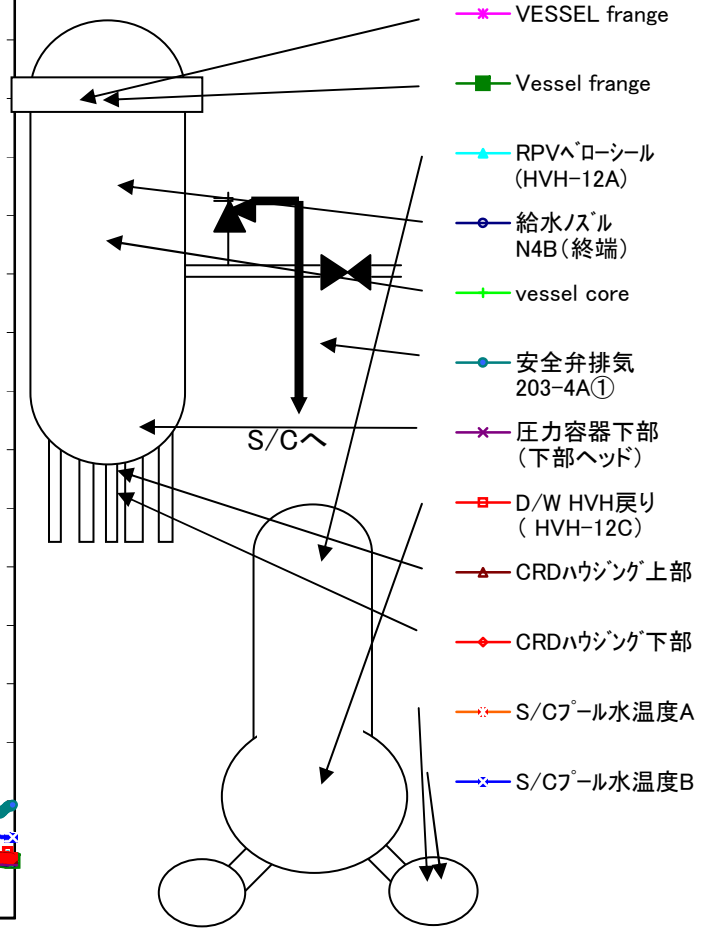 VESSEL frange
Vessel frange
RPVベローシール
(HVH-12A)
給水ノズル
N4B(終端)
vessel core
安全弁排気
203-4A①
圧力容器下部
(下部ヘッド)
D/W HVH戻り
( HVH-12C)
CRDハウジング上部
CRDハウジング下部
S/Cプール水温度A
S/Cプール水温度B
S/Cへ